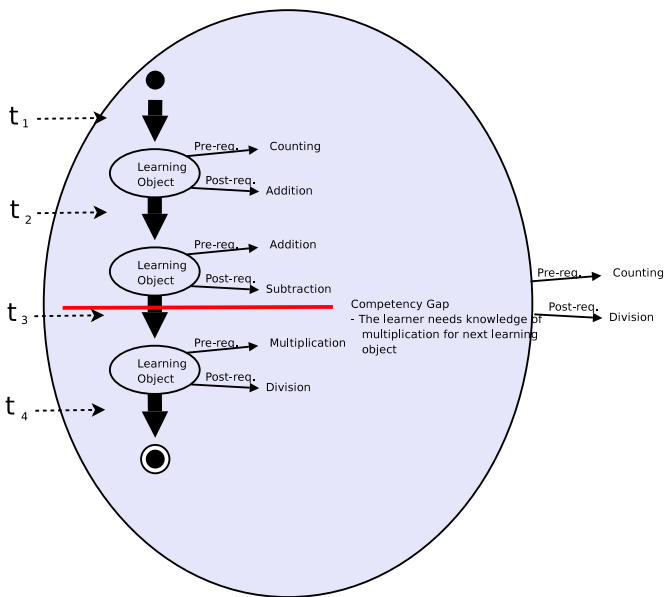 t1
Pre-req. Counting
Learning
Object
Post-req. Addition
t2
Pre-req. Addition
Learning
Object
Post-req. Subtraction
Pre-req. Counting
Post-req. Division
t3
Competency Gap
- The learner needs knowledge of
multiplication for next learning
object
Pre-req. Multiplication
Learning
Object
Post-req. Division
t4